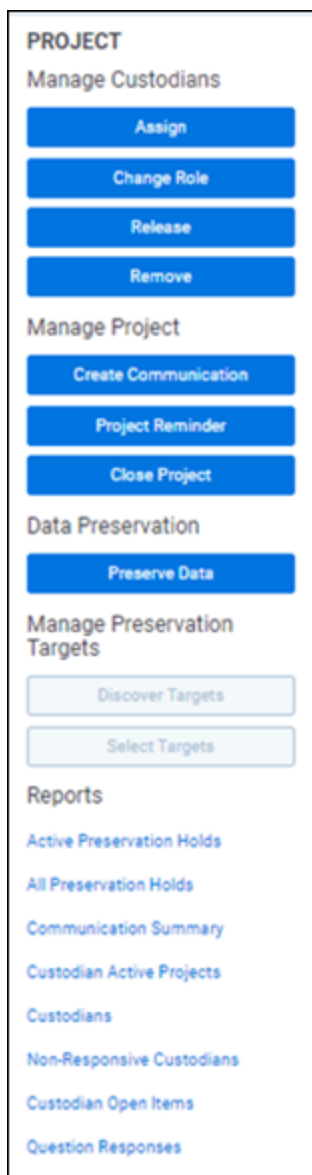 PROJECT
Manage Custodians
Assign
Change Role
Release
Remove
Manage Project
Create Communication
Project Reminder
Close Project
Data Preservation
Preserve Data
Manage Preservation
Targets
Discover Targets
Select Targets
Reports
Active Preservation Holds
All Preservation Holds
Communication Summary
Custodian Active Projects
Custodians
Non-Responsive Custodians
Custodian Open Items
Question Responses